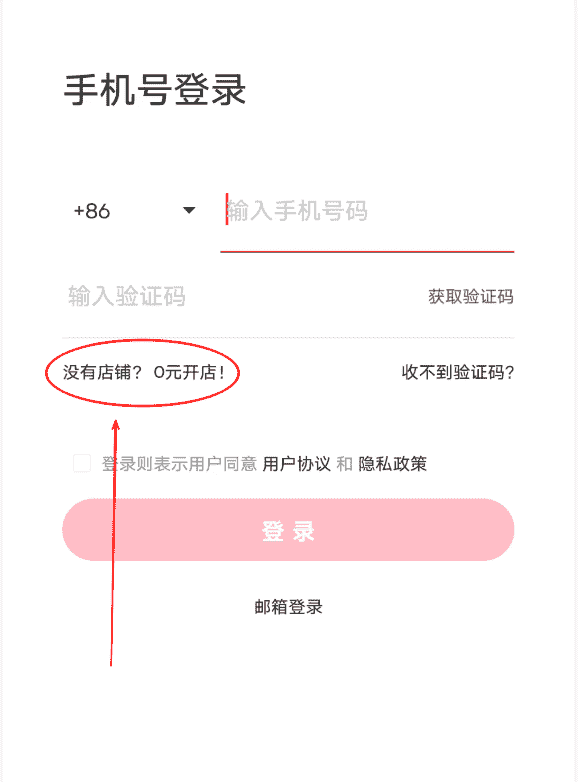 手机号登录
+86 输入手机号码
输入验证码 获取验证码
没有店铺？ 0元开店！ 收不到验证码？
登录则表示用户同意 用户协议 和 隐私政策
登 录
邮箱登录